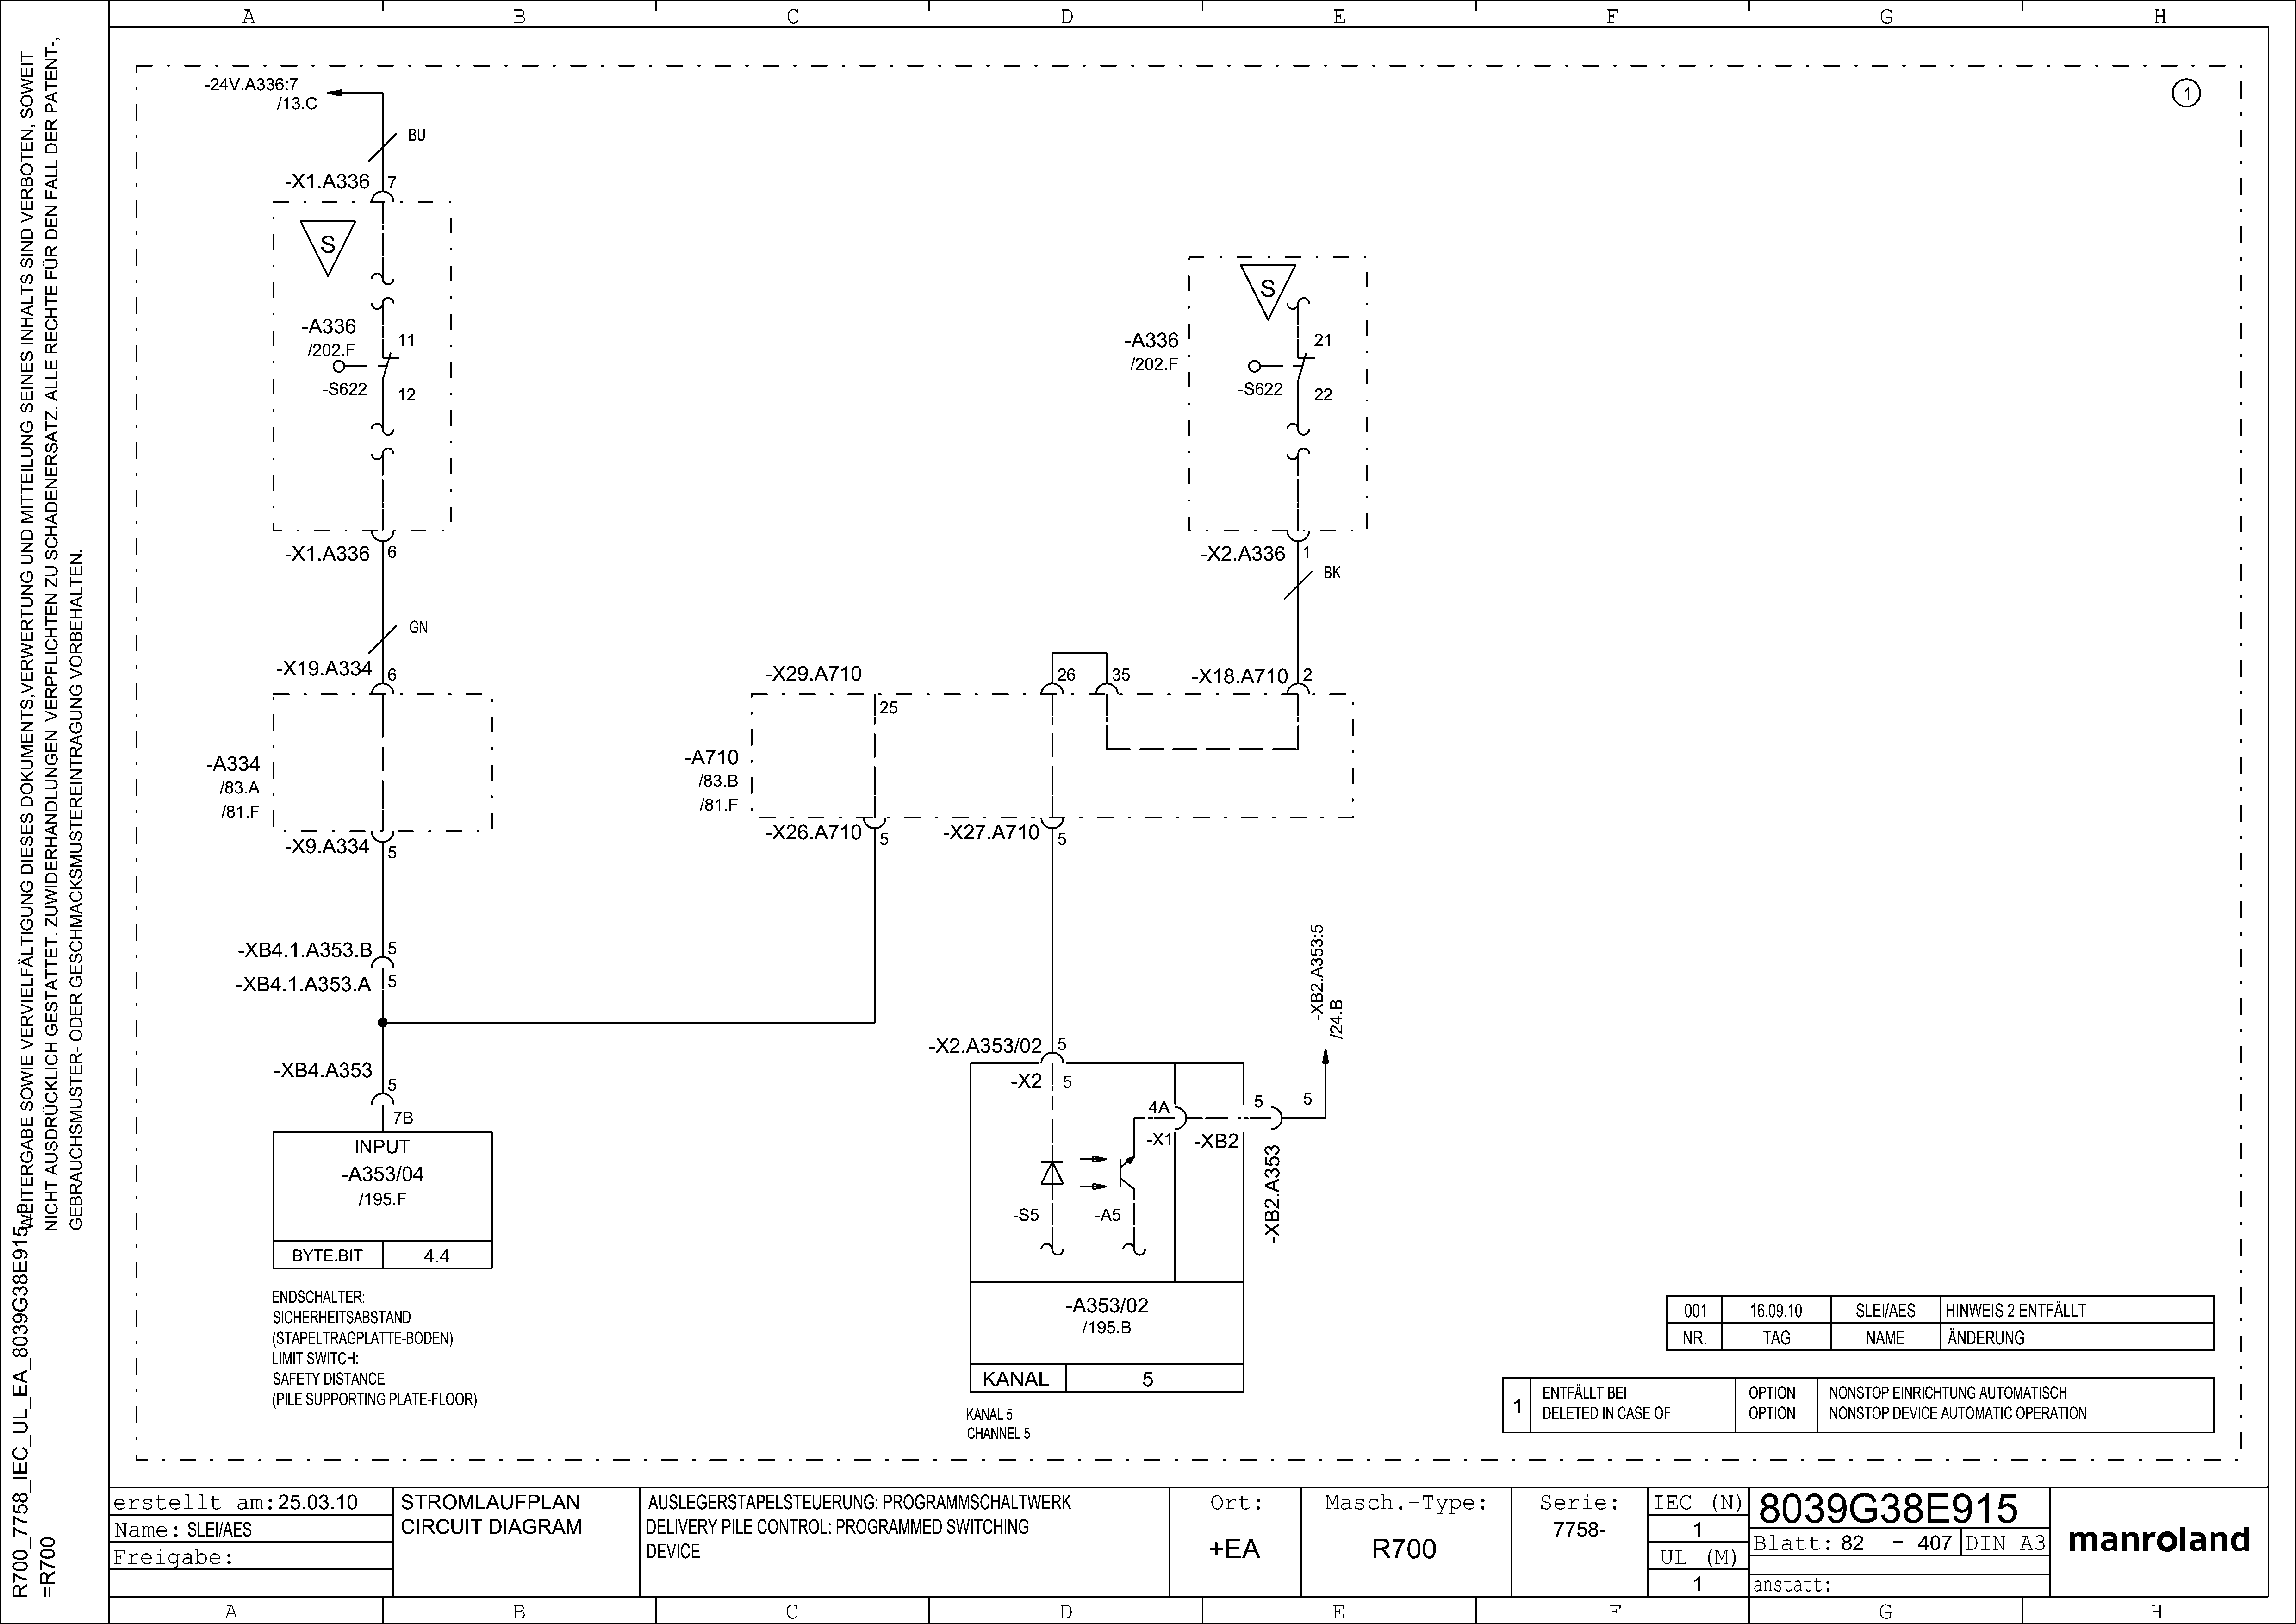 A B C D E F G H
WEITERGABE SOWIE VERVIELFÄLTIGUNG DIESES DOKUMENTS,VERWERTUNG UND MITTEILUNG SEINES INHALTS SIND VERBOTEN, SOWEIT
NICHT AUSDRÜCKLICH GESTATTET. ZUWIDERHANDLUNGEN VERPFLICHTEN ZU SCHADENERSATZ. ALLE RECHTE FÜR DEN FALL DER PATENT-,
GEBRAUCHSMUSTER- ODER GESCHMACKSMUSTEREINTRAGUNG VORBEHALTEN.
-24V.A336:7
/13.C
1
BU
-X1.A336 7
S
-A336
/202.F
11
-S622
12
-X1.A336 6
GN
-X19.A334 6
-A334
/83.A
/81.F
-X9.A334 5
-XB4.1.A353.B 5
-XB4.1.A353.A 5
-XB4.A353
5
7B
INPUT
-A353/04
/195.F
BYTE.BIT 4.4
ENDSCHALTER:
SICHERHEITSABSTAND
(STAPELTRAGPLATTE-BODEN)
LIMIT SWITCH:
SAFETY DISTANCE
(PILE SUPPORTING PLATE-FLOOR)
S
-A336
/202.F
21
-S622
22
-X2.A336 1
BK
-X29.A710 26 35 -X18.A710 2
25
-A710
/83.B
/81.F
-X26.A710 5 -X27.A710 5
-XB2.A353:5
/24.B
-X2.A353/02 5
-X2 5
4A 5 5
-X1 -XB2
-XB2.A353
-S5 -A5
-A353/02
/195.B
KANAL 5
KANAL 5
CHANNEL 5
001 16.09.10 SLEI/AES HINWEIS 2 ENTFÄLLT
NR. TAG NAME ÄNDERUNG
1 ENTFÄLLT BEI OPTION NONSTOP EINRICHTUNG AUTOMATISCH
DELETED IN CASE OF OPTION NONSTOP DEVICE AUTOMATIC OPERATION
erstellt am: 25.03.10
Name: SLEI/AES
Freigabe:
STROMLAUFPLAN
CIRCUIT DIAGRAM
AUSLEGERSTAPELSTEUERUNG: PROGRAMMSCHALTWERK
DELIVERY PILE CONTROL: PROGRAMMED SWITCHING
DEVICE
Ort:
+EA
Masch.-Type:
R700
Serie:
7758-
IEC (N)
1
UL (M)
1
8039G38E915
Blatt: 82 - 407 DIN A3
anstatt:
manroland
=R700
A B C D E F G H